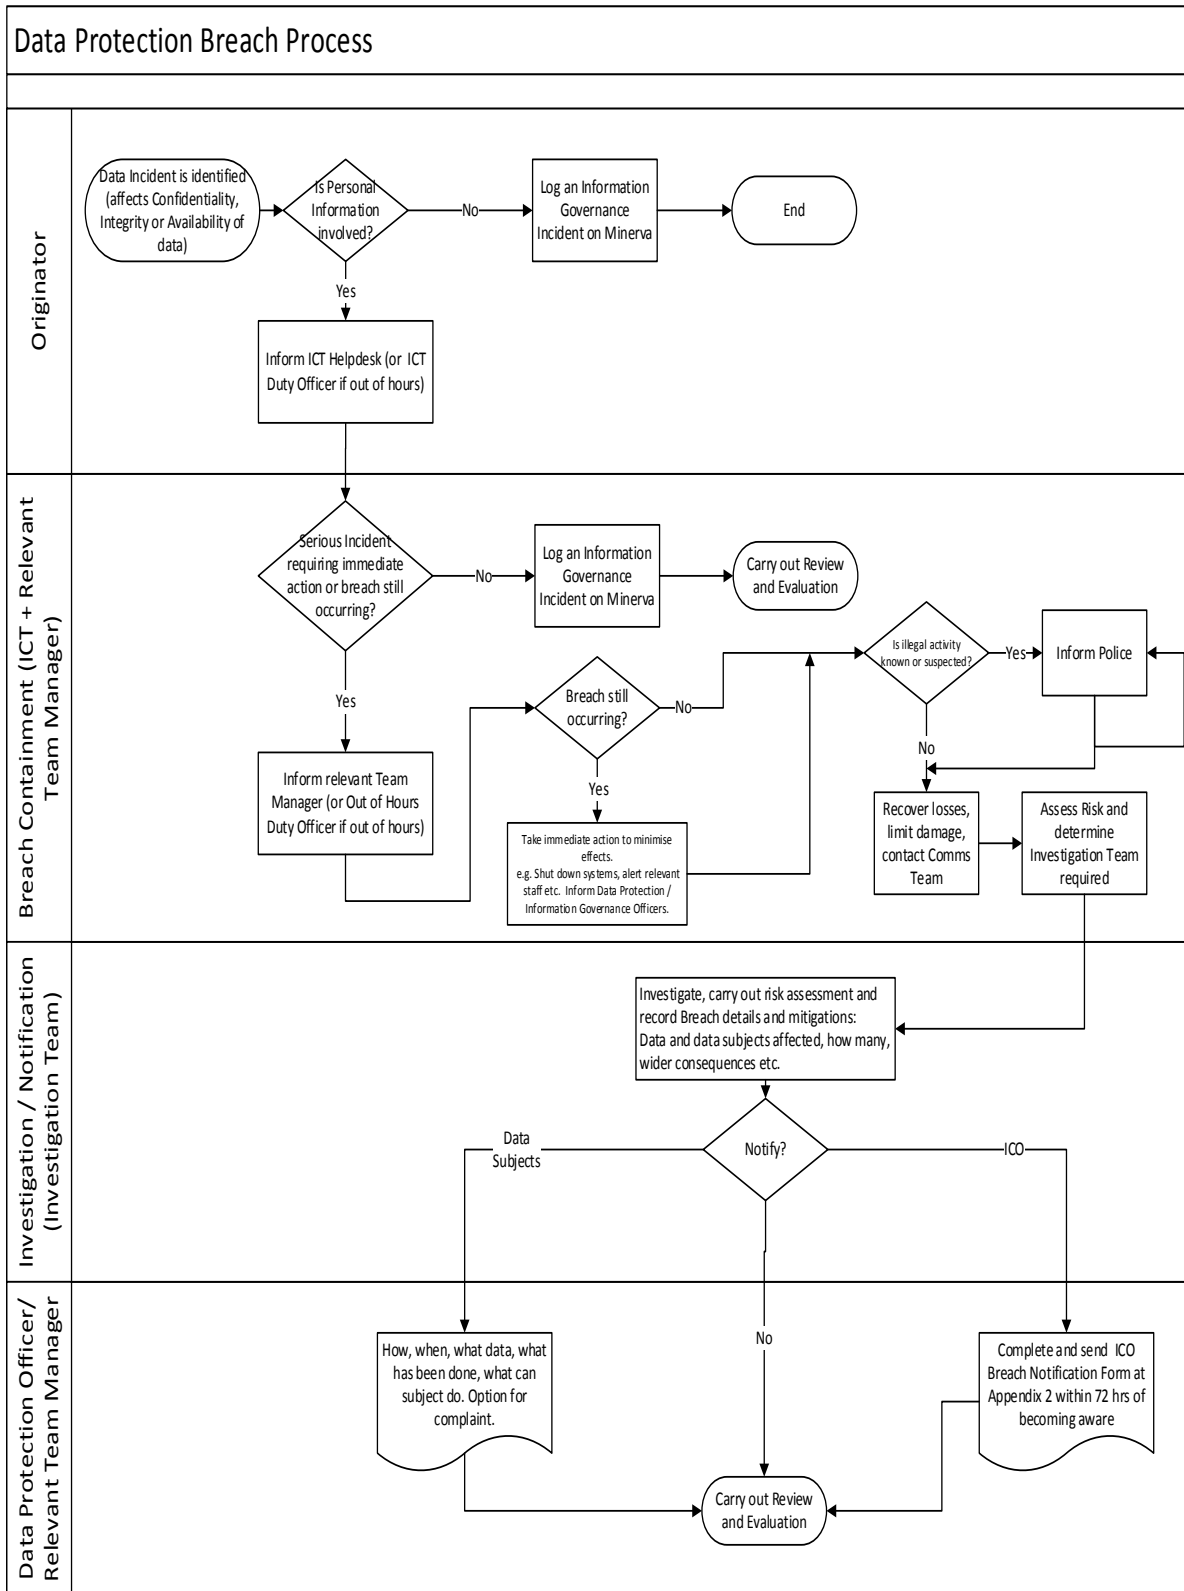 Data Protection Breach Process
Originator
Data Incident is identified
(affects Confidentiality,
Integrity or Availability of
data)
Is Personal
Information
involved?
No
Log an Information
Governance
Incident on Minerva
End
Yes
Inform ICT Helpdesk (or ICT
Duty Officer if out of hours)
Breach Containment (ICT + Relevant
Team Manager)
Serious Incident
requiring immediate
action or breach still
occurring?
No
Log an Information
Governance
Incident on Minerva
Carry out Review
and Evaluation
Yes
Inform relevant Team
Manager (or Out of Hours
Duty Officer if out of hours)
Breach still
occurring?
No
Yes
Take immediate action to minimise
effects.
e.g. Shut down systems, alert relevant
staff etc. Inform Data Protection /
Information Governance Officers.
Is illegal activity
known or suspected?
Yes
Inform Police
No
Recover losses,
limit damage,
contact Comms
Team
Assess Risk and
determine
Investigation Team
required
Investigation / Notification
(Investigation Team)
Investigate, carry out risk assessment and
record Breach details and mitigations:
Data and data subjects affected, how many,
wider consequences etc.
Notify?
Data
Subjects
ICO
Data Protection Officer/
Relevant Team Manager
How, when, what data, what
has been done, what can
subject do. Option for
complaint.
No
Complete and send ICO
Breach Notification Form at
Appendix 2 within 72 hrs of
becoming aware
Carry out Review
and Evaluation